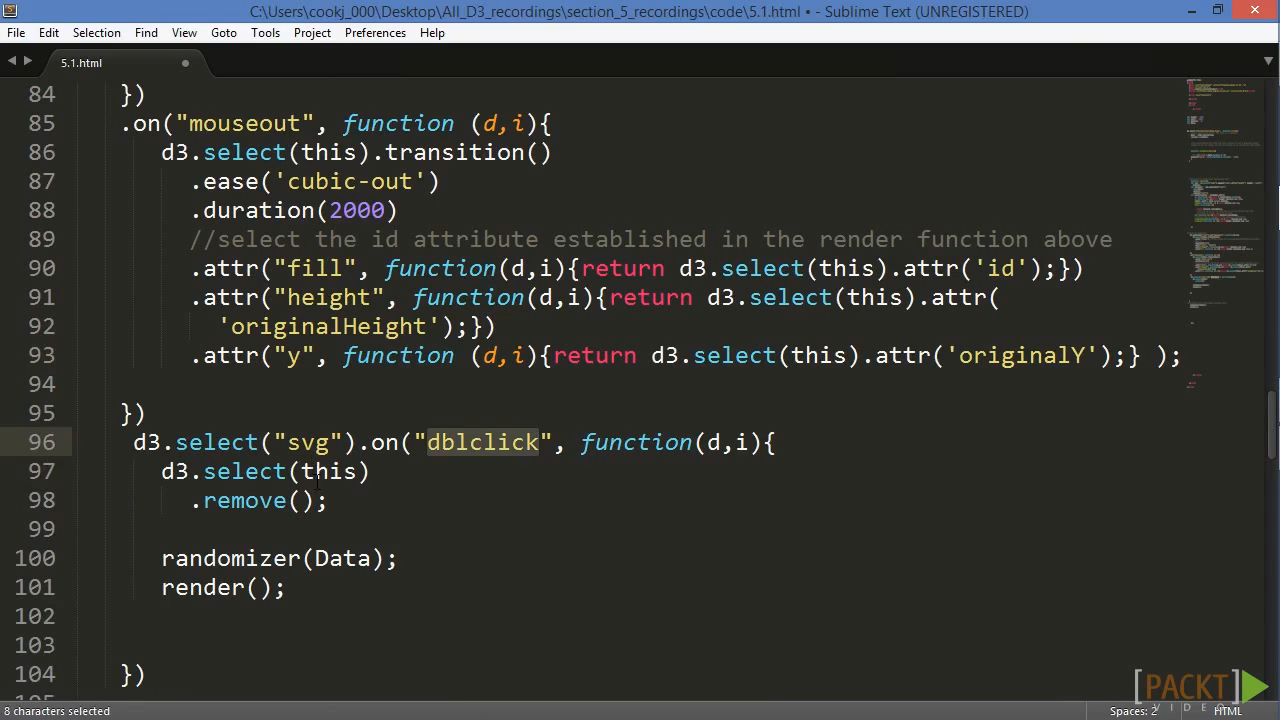 C:\Users\cookj_000\Desktop\All_D3_recordings\section_5_recordings\code\5.1.html • - Sublime Text (UNREGISTERED)
File Edit Selection Find View Goto Tools Project Preferences Help
5.1.html
84 })
85 .on("mouseout", function (d,i){
86 d3.select(this).transition()
87 .ease('cubic-out')
88 .duration(2000)
89 //select the id attribute established in the render function above
90 .attr("fill", function(d,i){return d3.select(this).attr('id');})
91 .attr("height", function(d,i){return d3.select(this).attr(
92 'originalHeight');})
93 .attr("y", function (d,i){return d3.select(this).attr('originalY');} );
94
95 })
96 d3.select("svg").on("dblclick", function(d,i){
97 d3.select(this)
98 .remove();
99
100 randomizer(Data);
101 render();
102
103
104 })
[PACKT]
VIDEO
8 characters selected Spaces: 2 HTML